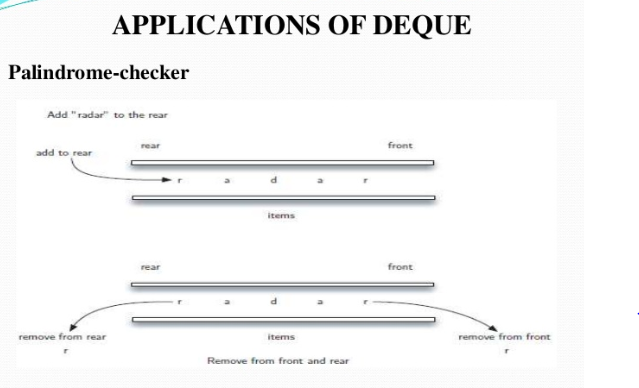 APPLICATIONS OF DEQUE
Palindrome-checker
Add "radar" to the rear
rear front
add to rear
r a d a r
items
rear front
r a d a r
remove from rear items remove from front
r r
Remove from front and rear